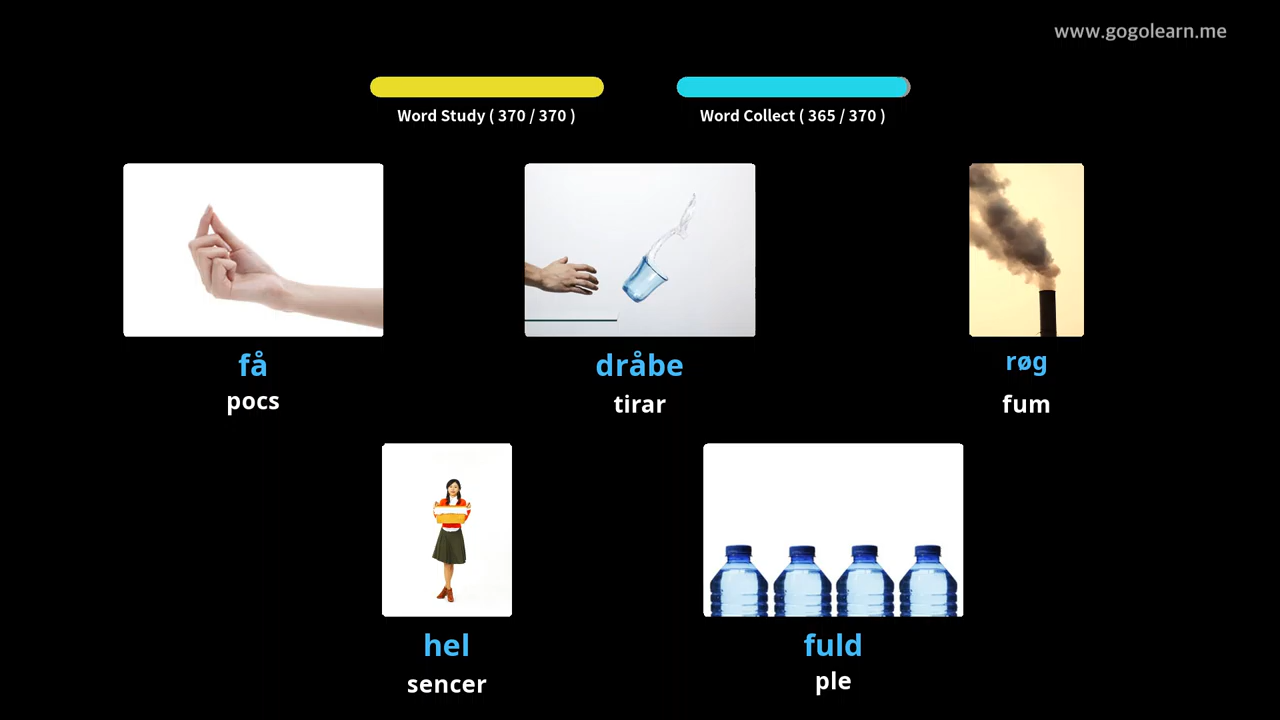 www.gogolearn.me
Word Study ( 370 / 370 )
Word Collect ( 365 / 370 )
få
pocs
dråbe
tirar
røg
fum
hel
sencer
fuld
ple